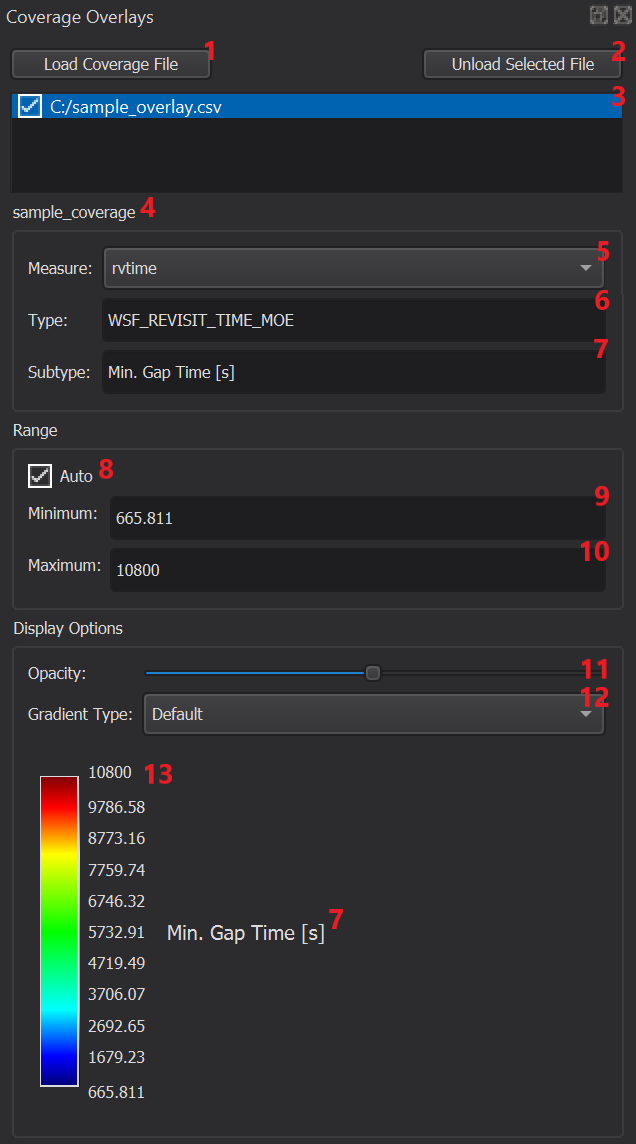 Coverage Overlays
1
2
Load Coverage File
Unload Selected File
C:/sample_overlay.csv
3
sample_coverage 4
Measure: rvtime 5
Type: WSF_REVISIT_TIME_MOE 6
Subtype: Min. Gap Time [s] 7
Range
Auto 8
Minimum: 665.811 9
Maximum: 10800 10
Display Options
Opacity: 11
Gradient Type: Default 12
10800 13
9786.58
8773.16
7759.74
6746.32
5732.91
Min. Gap Time [s] 7
4719.49
3706.07
2692.65
1679.23
665.811